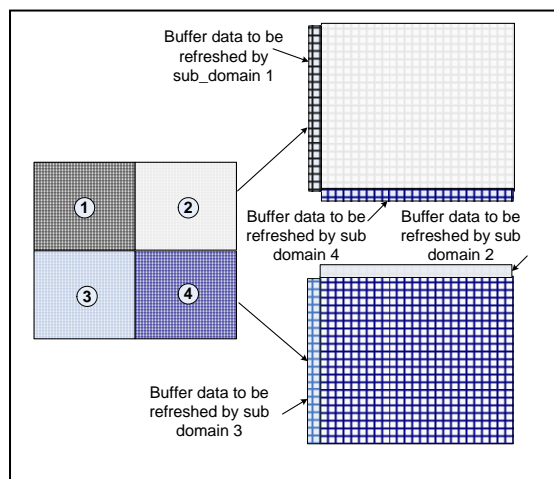 Buffer data to be
refreshed by
sub_domain 1
1
2
3
4
Buffer data to be
refreshed by sub
domain 4
Buffer data to be
refreshed by sub
domain 2
Buffer data to be
refreshed by sub
domain 3